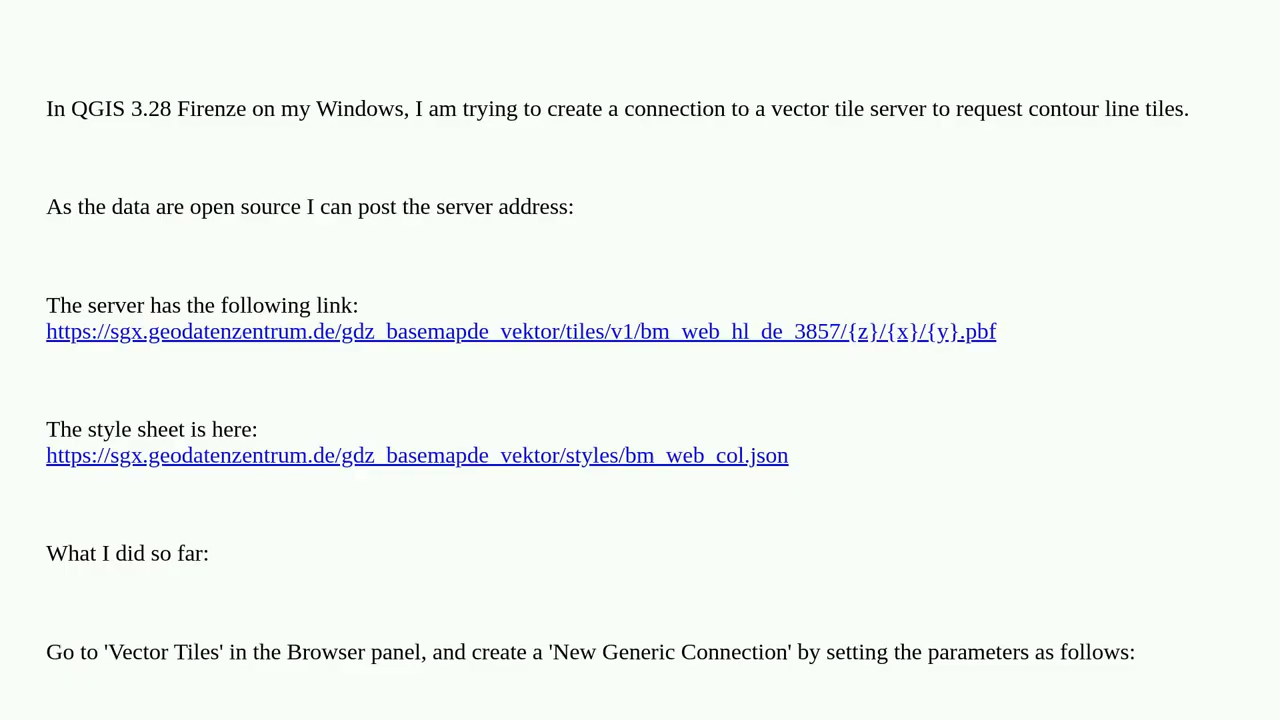 In QGIS 3.28 Firenze on my Windows, I am trying to create a connection to a vector tile server to request contour line tiles.
As the data are open source I can post the server address:
The server has the following link:
https://sgx.geodatenzentrum.de/gdz_basemapde_vektor/tiles/v1/bm_web_hl_de_3857/{z}/{x}/{y}.pbf
The style sheet is here:
https://sgx.geodatenzentrum.de/gdz_basemapde_vektor/styles/bm_web_col.json
What I did so far:
Go to 'Vector Tiles' in the Browser panel, and create a 'New Generic Connection' by setting the parameters as follows: